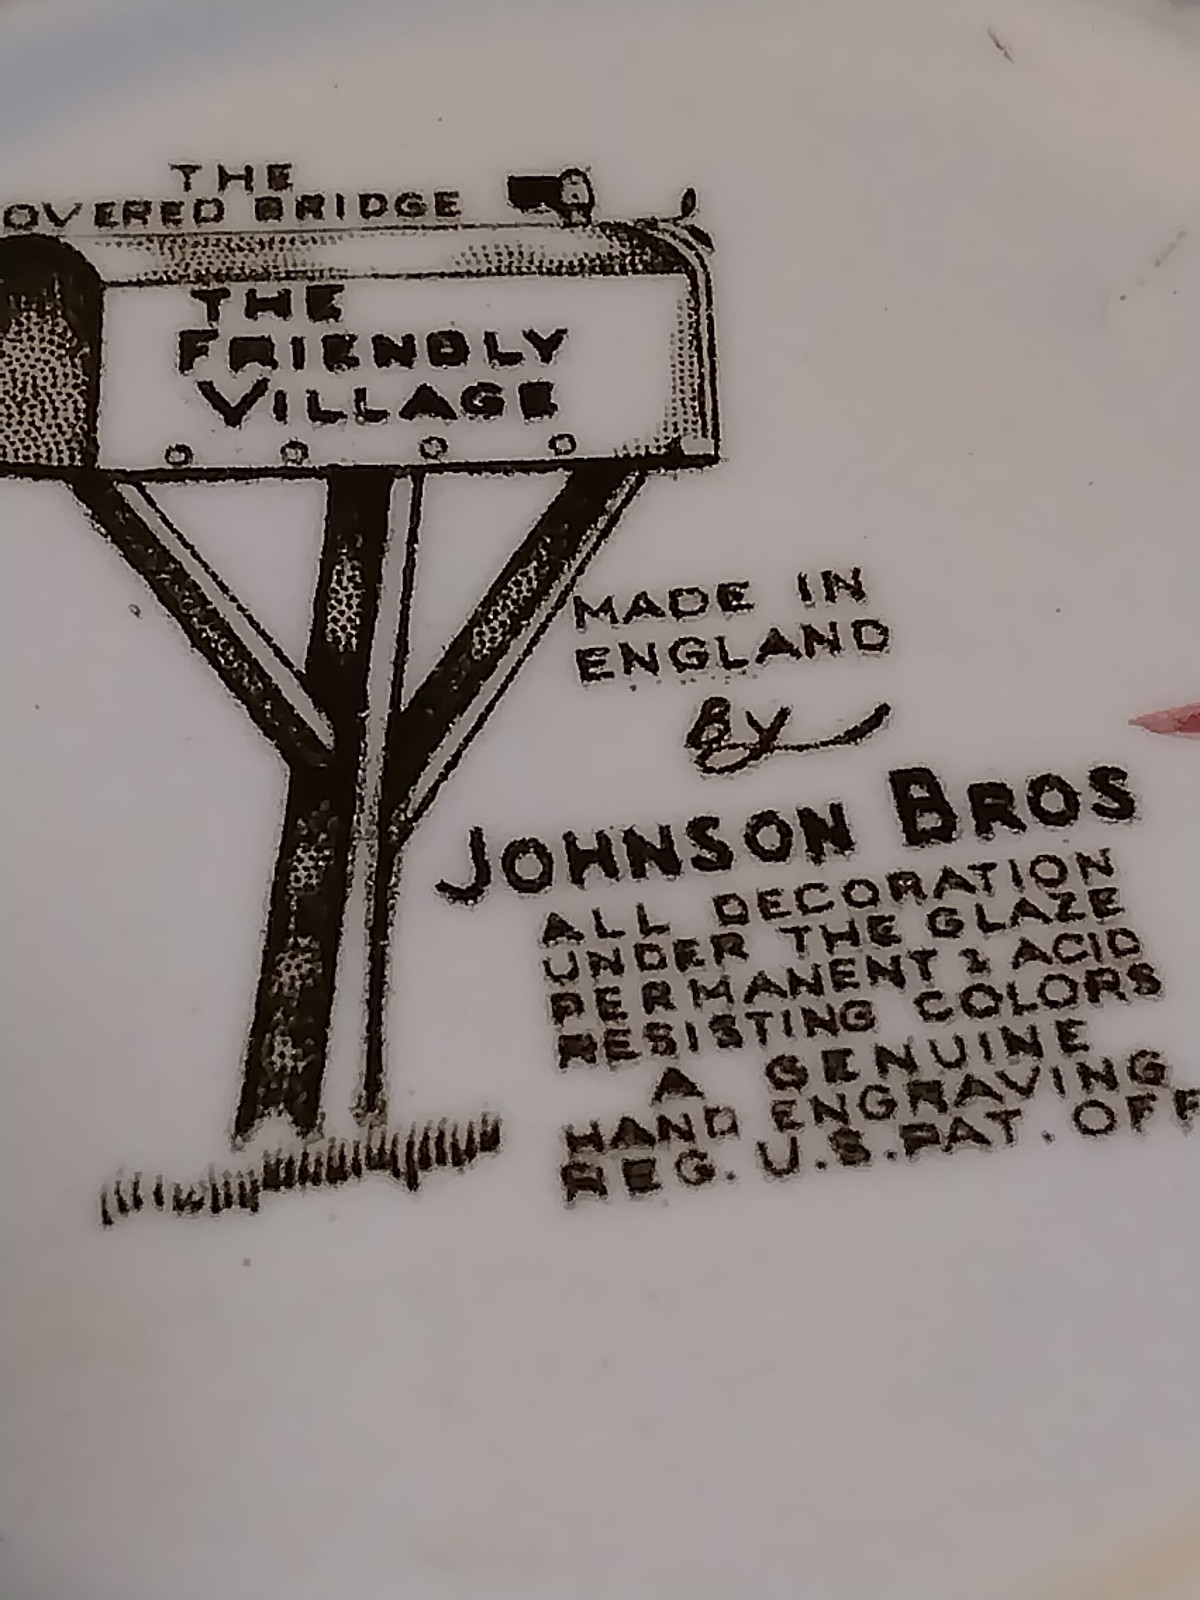 THE
OVERED BRIDGE
THE
FRIENDLY
VILLAGE
MADE IN
ENGLAND
By
JOHNSON BROS
ALL DECORATION
UNDER THE GLAZE
PERMANENT & ACID
RESISTING COLORS
A GENUINE
HAND ENGRAVING
REG. U.S. PAT. OFF